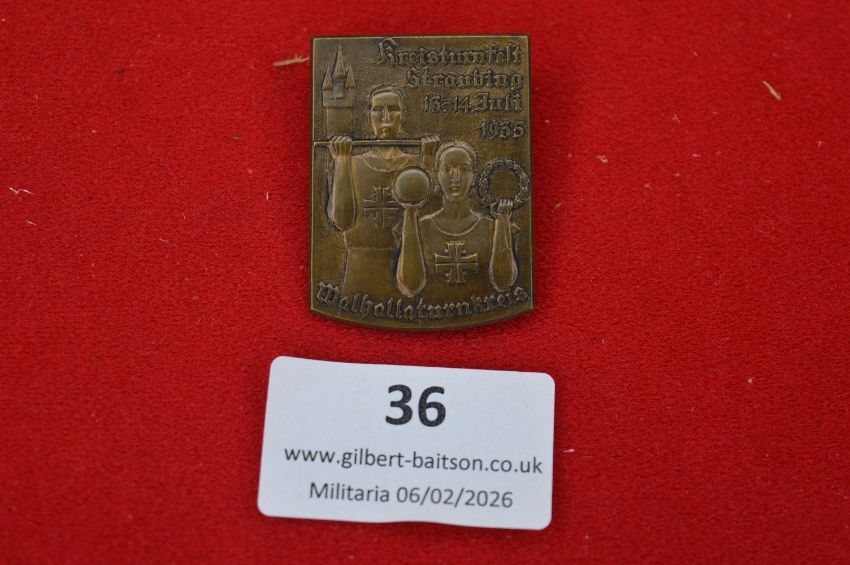 Kreisturnfest
Straubing
13.-14. Juli
1935
Walhallaturnkreis
36
www.gilbert-baitson.co.uk
Militaria 06/02/2026